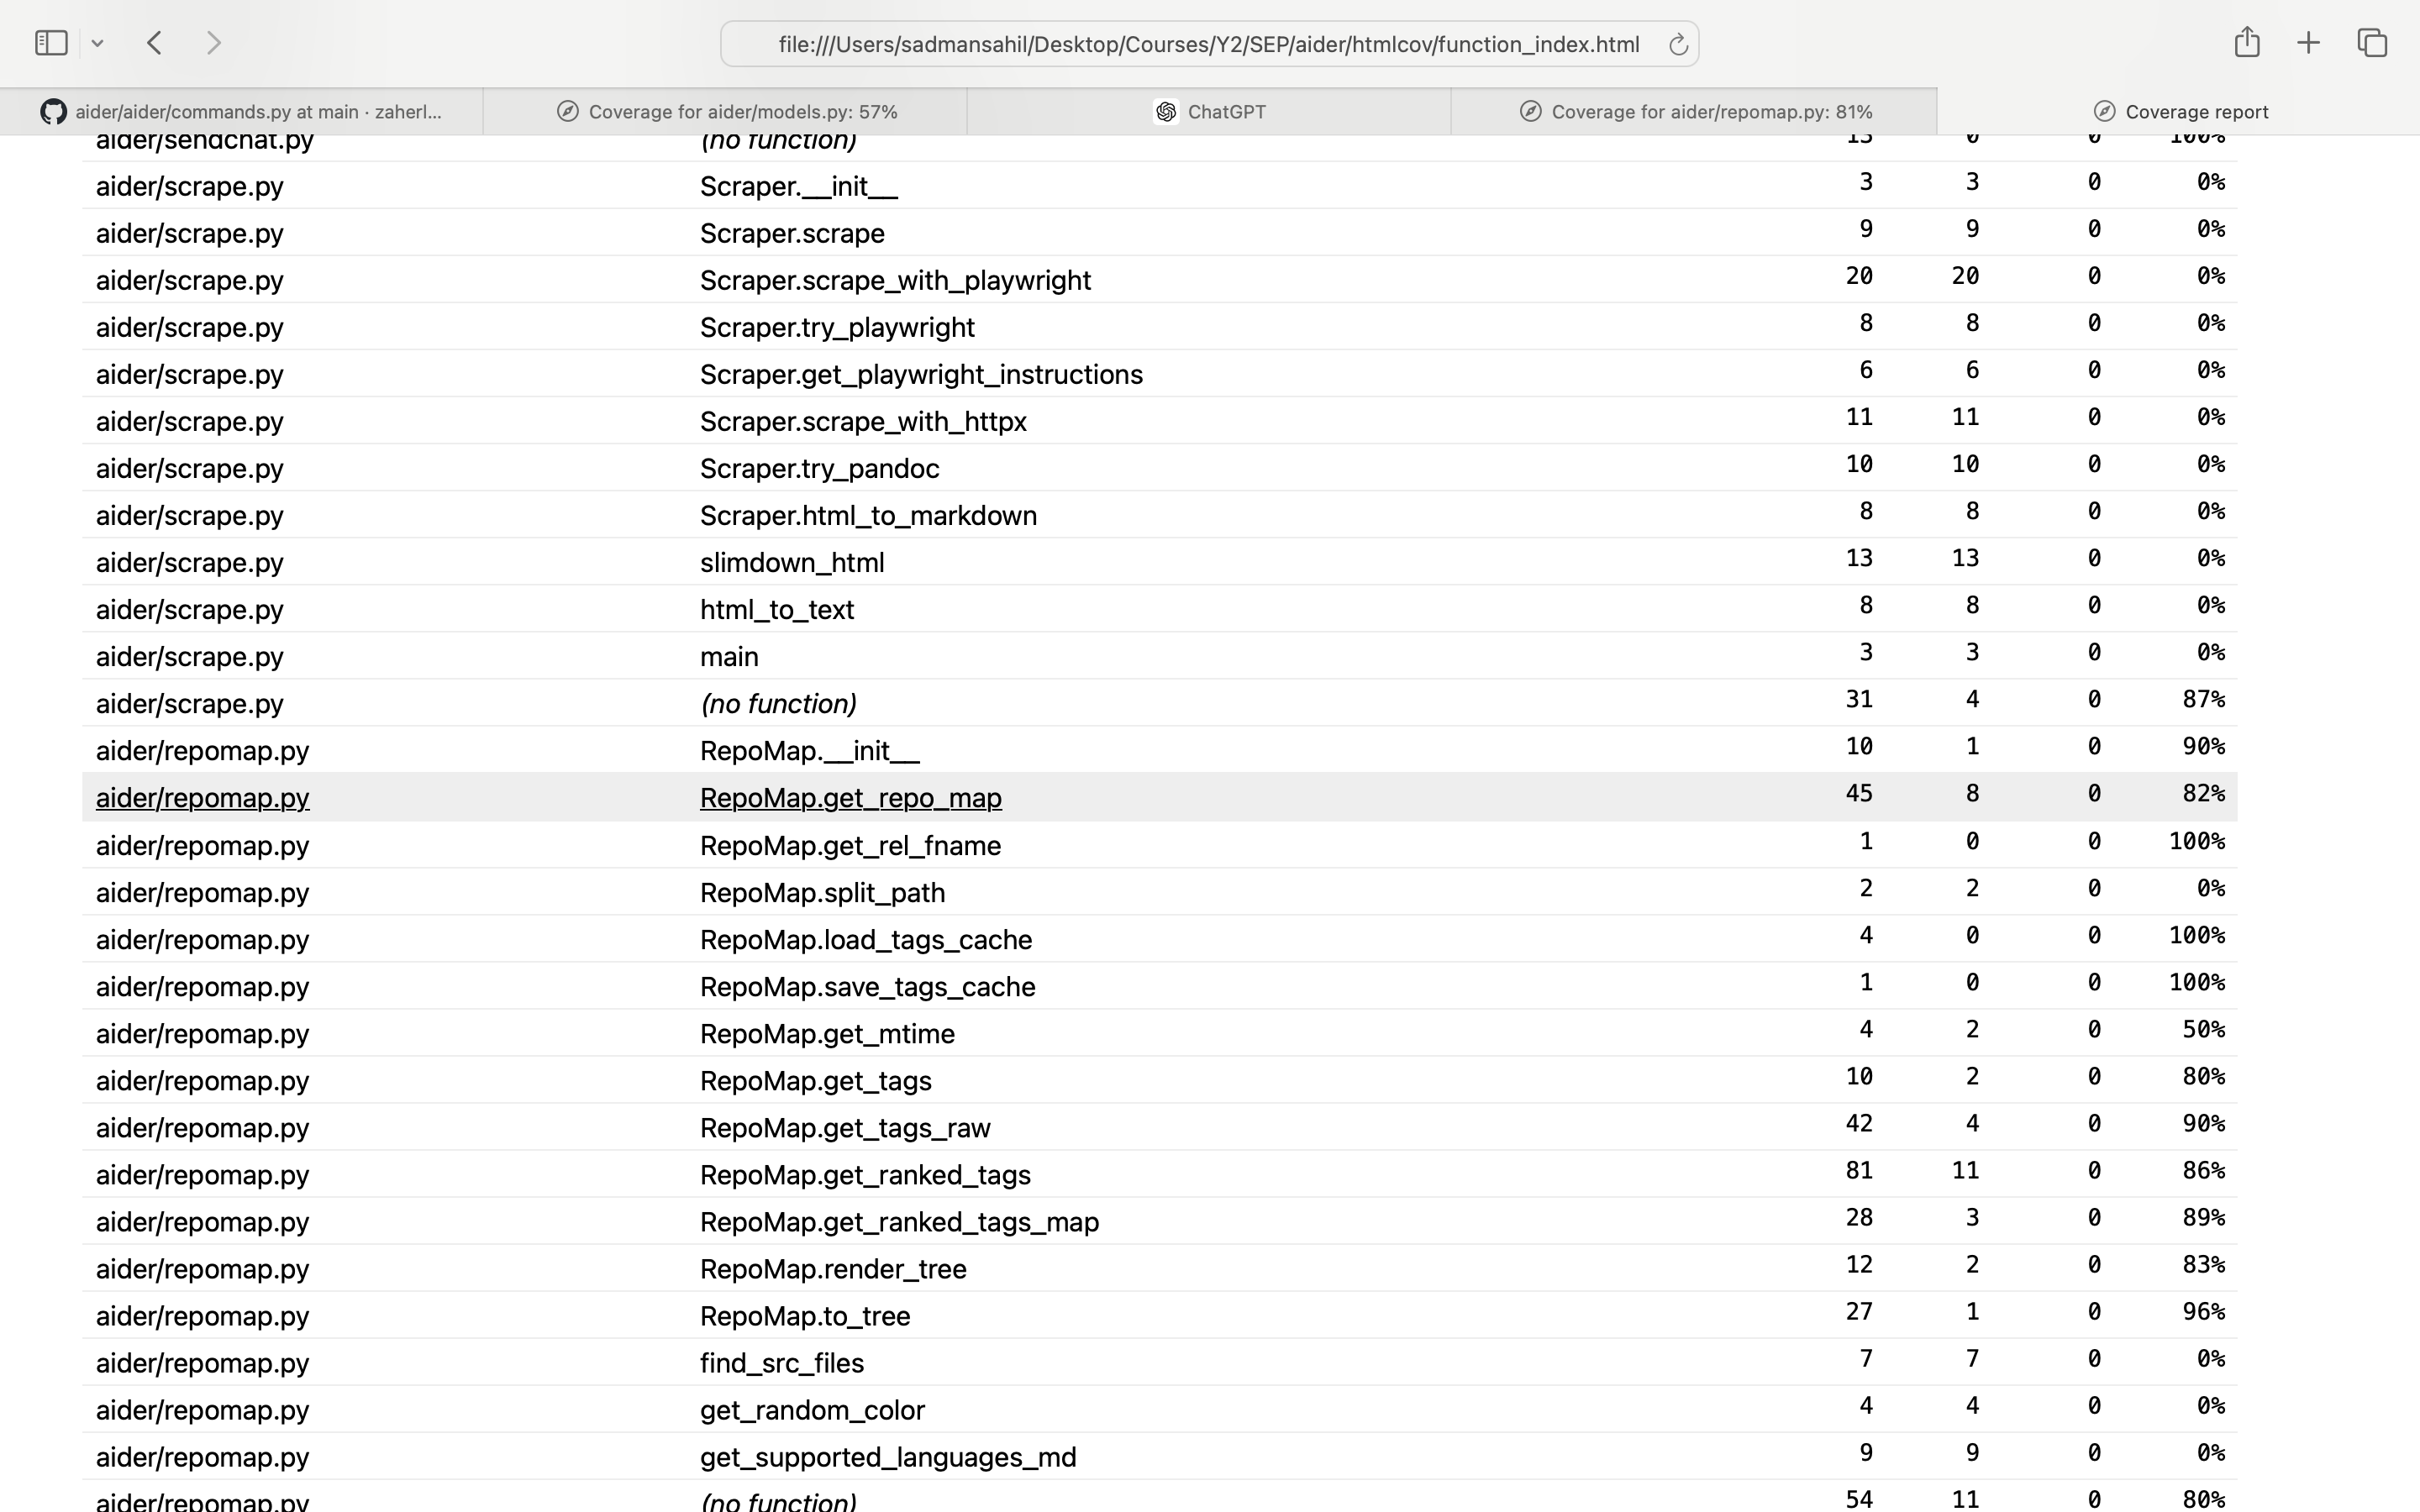 file:///Users/sadmansahil/Desktop/Courses/Y2/SEP/aider/htmlcov/function_index.html
aider/aider/commands.py at main · zaherl... Coverage for aider/models.py: 57% ChatGPT Coverage for aider/repomap.py: 81% Coverage report
aider/sendchat.py (no function) 13 0 0 100%
aider/scrape.py Scraper.__init__ 3 3 0 0%
aider/scrape.py Scraper.scrape 9 9 0 0%
aider/scrape.py Scraper.scrape_with_playwright 20 20 0 0%
aider/scrape.py Scraper.try_playwright 8 8 0 0%
aider/scrape.py Scraper.get_playwright_instructions 6 6 0 0%
aider/scrape.py Scraper.scrape_with_httpx 11 11 0 0%
aider/scrape.py Scraper.try_pandoc 10 10 0 0%
aider/scrape.py Scraper.html_to_markdown 8 8 0 0%
aider/scrape.py slimdown_html 13 13 0 0%
aider/scrape.py html_to_text 8 8 0 0%
aider/scrape.py main 3 3 0 0%
aider/scrape.py (no function) 31 4 0 87%
aider/repomap.py RepoMap.__init__ 10 1 0 90%
aider/repomap.py RepoMap.get_repo_map 45 8 0 82%
aider/repomap.py RepoMap.get_rel_fname 1 0 0 100%
aider/repomap.py RepoMap.split_path 2 2 0 0%
aider/repomap.py RepoMap.load_tags_cache 4 0 0 100%
aider/repomap.py RepoMap.save_tags_cache 1 0 0 100%
aider/repomap.py RepoMap.get_mtime 4 2 0 50%
aider/repomap.py RepoMap.get_tags 10 2 0 80%
aider/repomap.py RepoMap.get_tags_raw 42 4 0 90%
aider/repomap.py RepoMap.get_ranked_tags 81 11 0 86%
aider/repomap.py RepoMap.get_ranked_tags_map 28 3 0 89%
aider/repomap.py RepoMap.render_tree 12 2 0 83%
aider/repomap.py RepoMap.to_tree 27 1 0 96%
aider/repomap.py find_src_files 7 7 0 0%
aider/repomap.py get_random_color 4 4 0 0%
aider/repomap.py get_supported_languages_md 9 9 0 0%
aider/repomap.py (no function) 54 11 0 80%